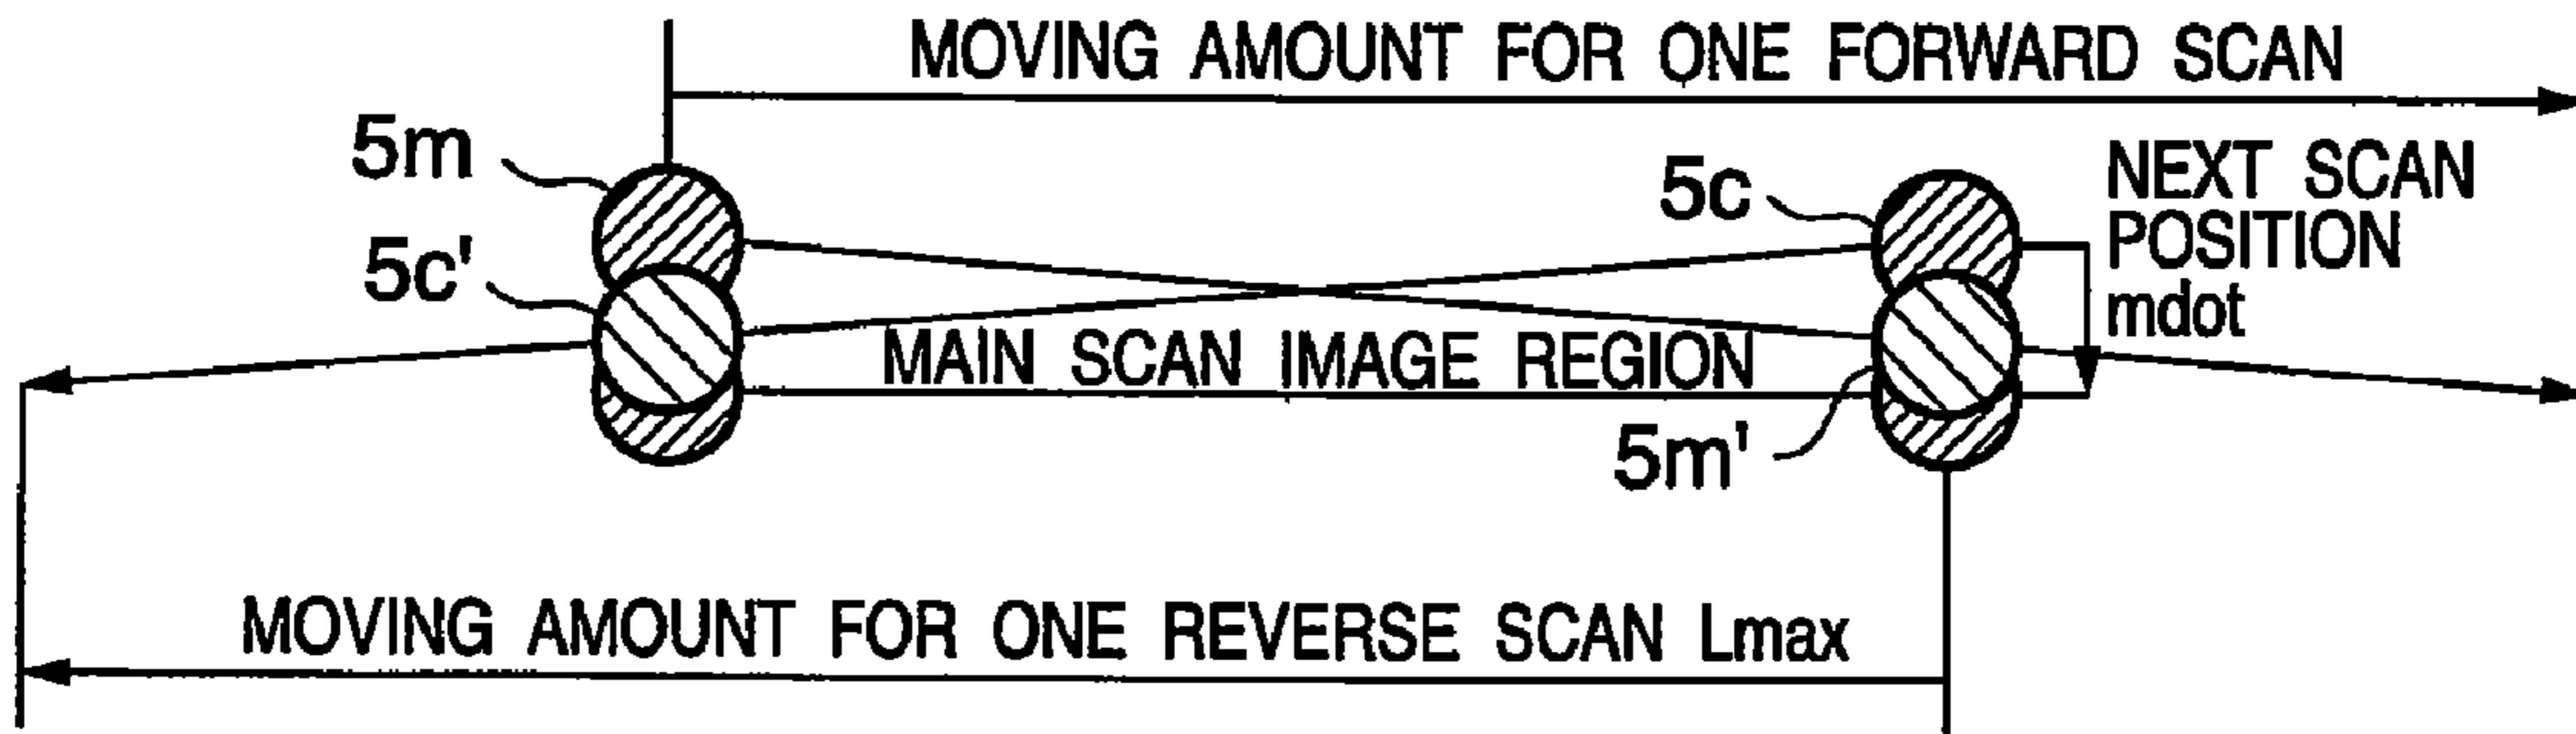 MOVING AMOUNT FOR ONE FORWARD SCAN
5m
5c
NEXT SCAN
POSITION
mdot
5c'
MAIN SCAN IMAGE REGION
5m'
MOVING AMOUNT FOR ONE REVERSE SCAN Lmax